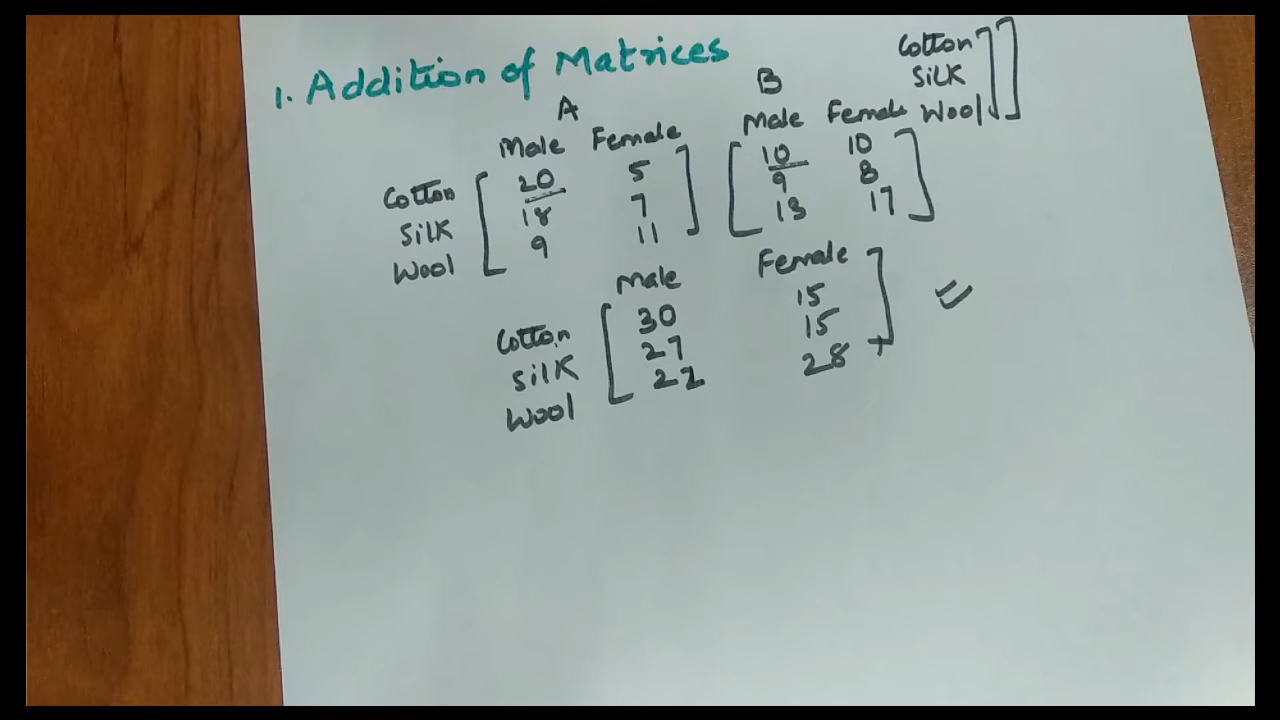 1. Addition of Matrices
A
Male Female
Cotton [ 20 5 ]
Silk 18 7
Wool 9 11
B
Male Female
[ 10 10 ] Cotton ]]
9 8 SiLK
13 17 Wool
Male Female
Cotton [ 30 15 ]
Silk 27 15
Wool 22 28